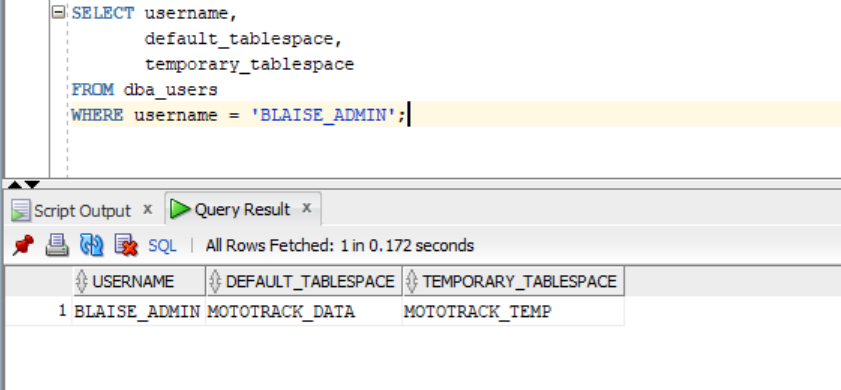 SELECT username,
default_tablespace,
temporary_tablespace
FROM dba_users
WHERE username = 'BLAISE_ADMIN';
Script Output x Query Result x
SQL | All Rows Fetched: 1 in 0.172 seconds
USERNAME DEFAULT_TABLESPACE TEMPORARY_TABLESPACE
1 BLAISE_ADMIN MOTOTRACK_DATA MOTOTRACK_TEMP